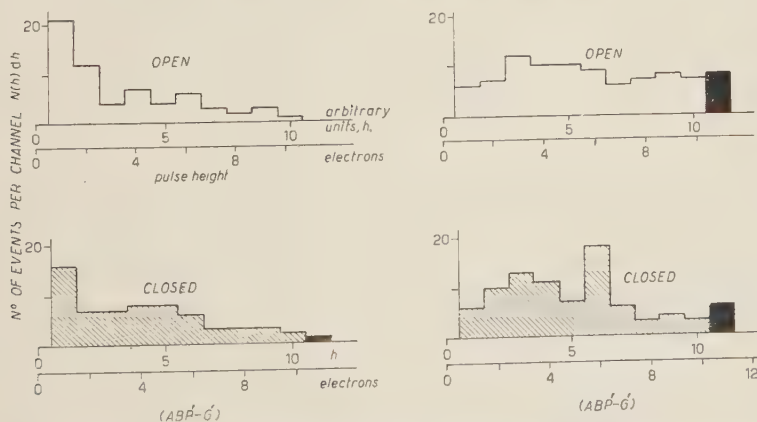 Nº OF EVENTS PER CHANNEL N(h) dh
20
OPEN
arbitrary
units, h.
0 5 10
electrons
0 4 8
pulse height
20
OPEN
0 5 10
electrons
0 4 8
20
CLOSED
0 5 10 h
electrons
0 4 8
(ABP'-G')
20
CLOSED
0 5 10
0 4 8 12
(ABP'-G')